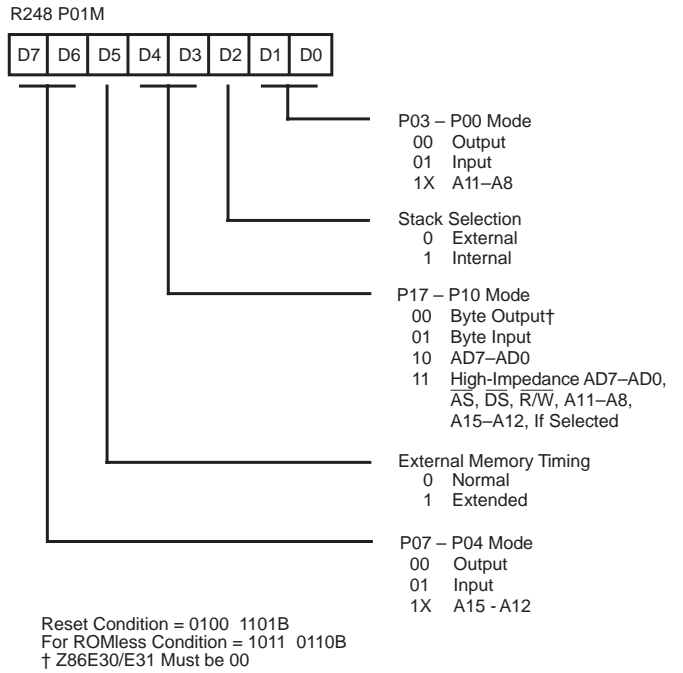 R248 P01M
D7 D6 D5 D4 D3 D2 D1 D0
P03 – P00 Mode
00 Output
01 Input
1X A11–A8
Stack Selection
0 External
1 Internal
P17 – P10 Mode
00 Byte Output†
01 Byte Input
10 AD7–AD0
11 High-Impedance AD7–AD0,
AS, DS, R/W, A11–A8,
A15–A12, If Selected
External Memory Timing
0 Normal
1 Extended
P07 – P04 Mode
00 Output
01 Input
1X A15 - A12
Reset Condition = 0100 1101B
For ROMless Condition = 1011 0110B
† Z86E30/E31 Must be 00